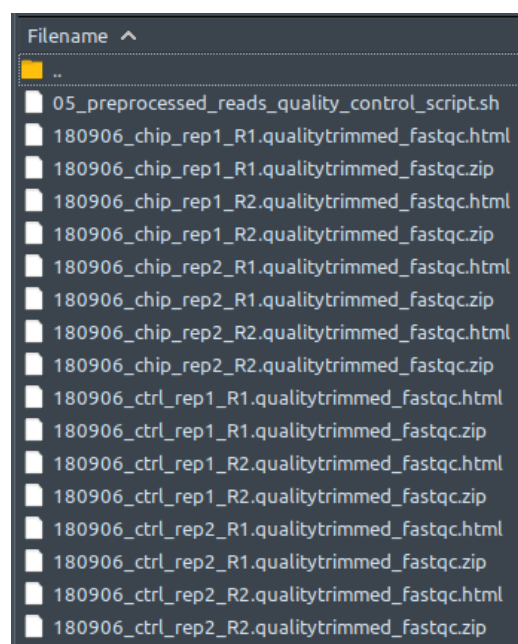 Filename
..
05_preprocessed_reads_quality_control_script.sh
180906_chip_rep1_R1.qualitytrimmed_fastqc.html
180906_chip_rep1_R1.qualitytrimmed_fastqc.zip
180906_chip_rep1_R2.qualitytrimmed_fastqc.html
180906_chip_rep1_R2.qualitytrimmed_fastqc.zip
180906_chip_rep2_R1.qualitytrimmed_fastqc.html
180906_chip_rep2_R1.qualitytrimmed_fastqc.zip
180906_chip_rep2_R2.qualitytrimmed_fastqc.html
180906_chip_rep2_R2.qualitytrimmed_fastqc.zip
180906_ctrl_rep1_R1.qualitytrimmed_fastqc.html
180906_ctrl_rep1_R1.qualitytrimmed_fastqc.zip
180906_ctrl_rep1_R2.qualitytrimmed_fastqc.html
180906_ctrl_rep1_R2.qualitytrimmed_fastqc.zip
180906_ctrl_rep2_R1.qualitytrimmed_fastqc.html
180906_ctrl_rep2_R1.qualitytrimmed_fastqc.zip
180906_ctrl_rep2_R2.qualitytrimmed_fastqc.html
180906_ctrl_rep2_R2.qualitytrimmed_fastqc.zip